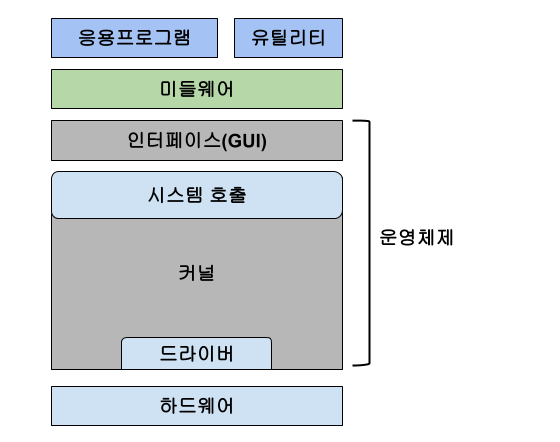 응용프로그램
유틸리티
미들웨어
인터페이스(GUI)
시스템 호출
운영체제
커널
드라이버
하드웨어